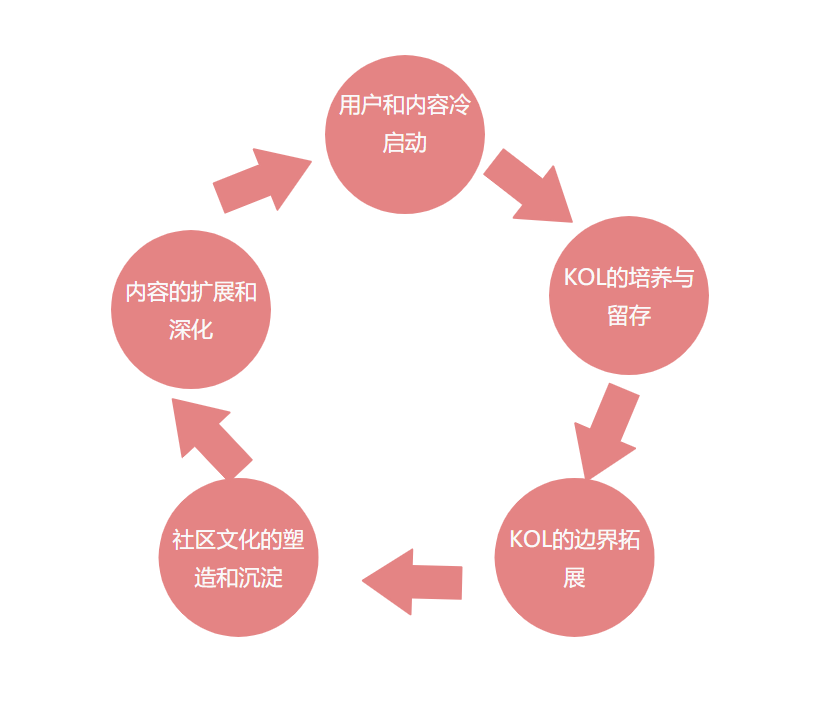 用户和内容冷
启动
KOL的培养与
留存
KOL的边界拓
展
社区文化的塑
造和沉淀
内容的扩展和
深化